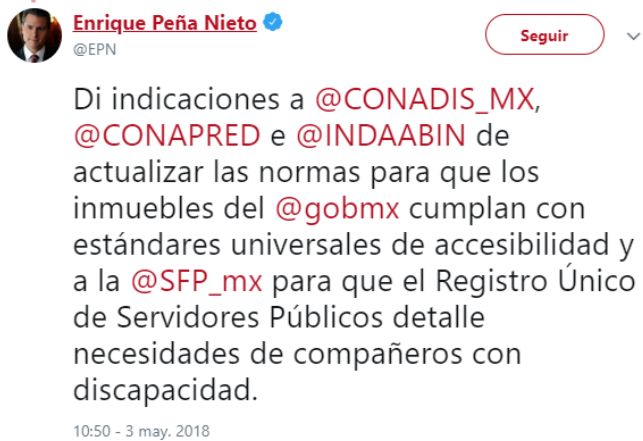 Enrique Peña Nieto
@EPN
Seguir
Di indicaciones a @CONADIS_MX,
@CONAPRED e @INDAABIN de
actualizar las normas para que los
inmuebles del @gobmx cumplan con
estándares universales de accesibilidad y
a la @SFP_mx para que el Registro Único
de Servidores Públicos detalle
necesidades de compañeros con
discapacidad.
10:50 - 3 may. 2018